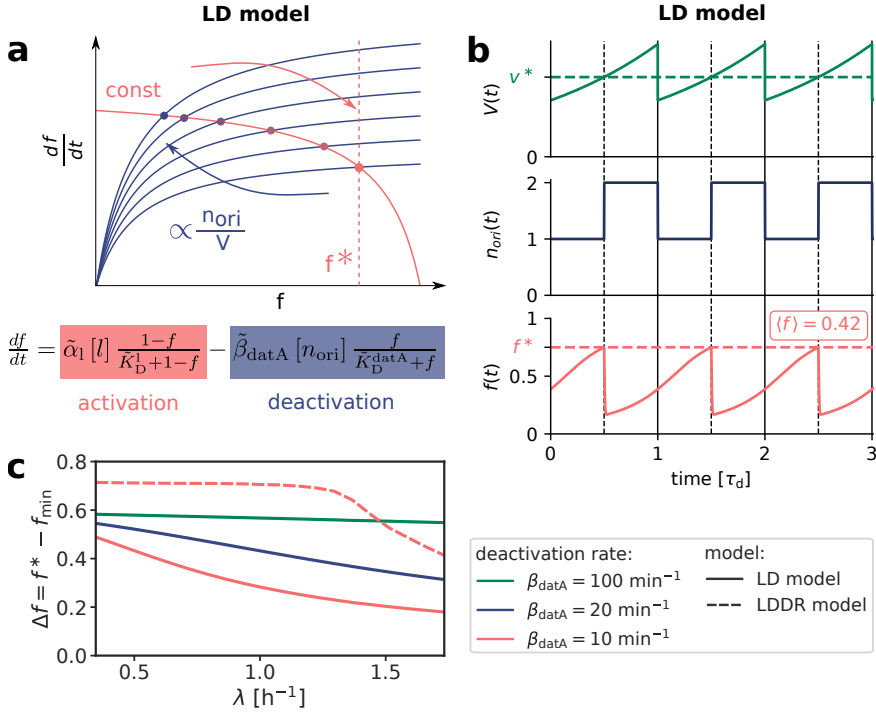 LD model
a
const
df/dt
∝ n_ori/V
f*
f
df/dt = α̃_l [l] (1−f)/(K̃_D^l+1−f) − β̃_datA [n_ori] f/(K̃_D^datA+f)
activation
deactivation
LD model
b
V(t)
v*
0
n_ori(t)
2
1
0
f(t)
1
f*
0.5
0
⟨f⟩ = 0.42
0
1
2
3
time [τ_d]
c
Δf = f* − f_min
0.8
0.6
0.4
0.2
0.0
0.5
1.0
1.5
λ [h⁻¹]
deactivation rate:
β_datA = 100 min⁻¹
β_datA = 20 min⁻¹
β_datA = 10 min⁻¹
model:
LD model
LDDR model